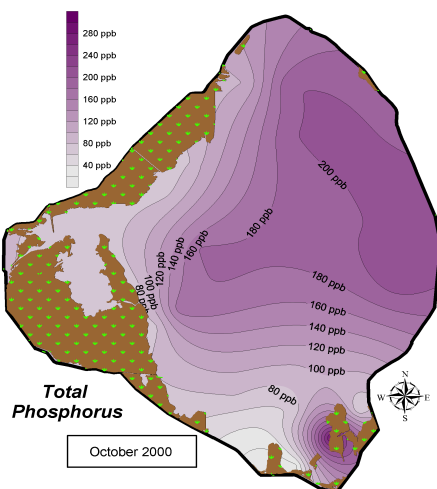 280 ppb
240 ppb
200 ppb
160 ppb
120 ppb
80 ppb
40 ppb
200 ppb
180 ppb
160 ppb
140 ppb
120 ppb
100 ppb
80 ppb
180 ppb
160 ppb
140 ppb
120 ppb
100 ppb
80 ppb
N
W E
S
Total
Phosphorus
October 2000